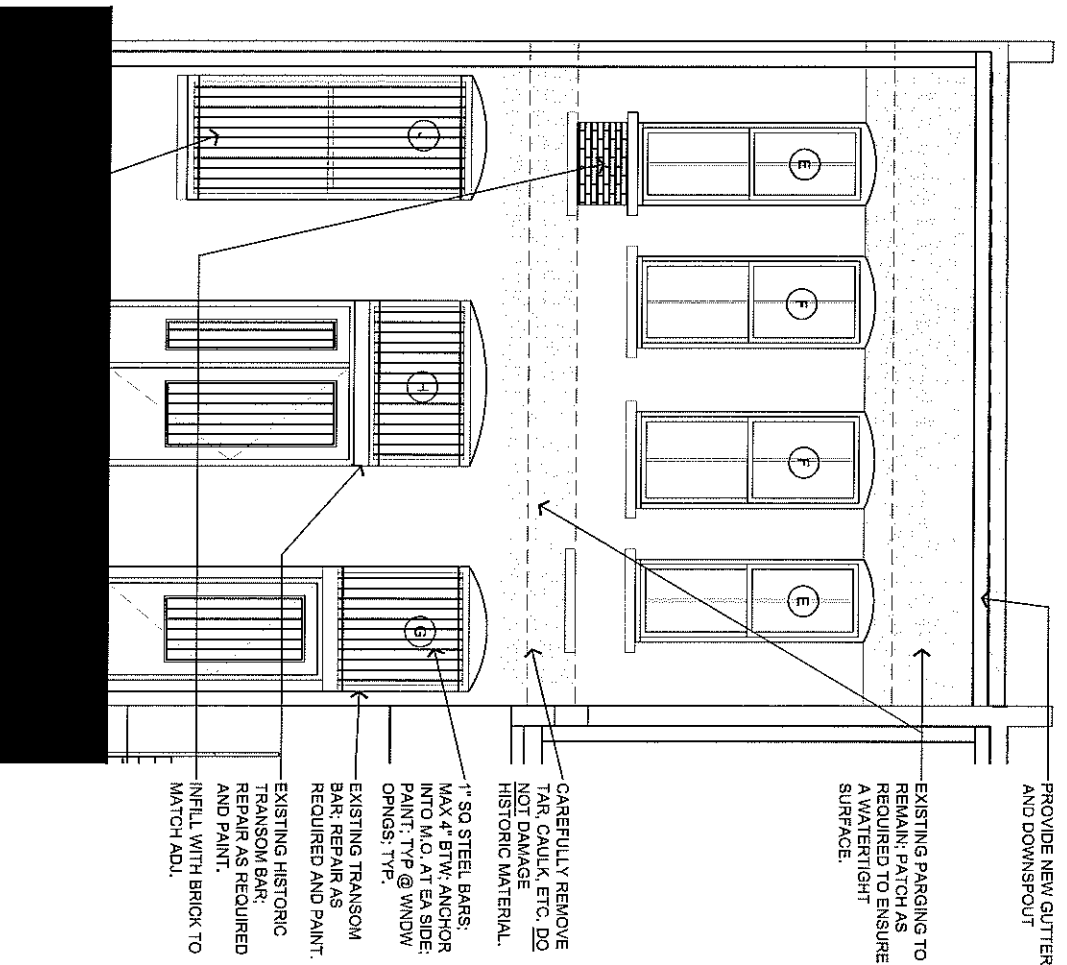 PROVIDE NEW GUTTER
AND DOWNSPOUT
EXISTING PARGING TO
REMAIN; PATCH AS
REQUIRED TO ENSURE
A WATERTIGHT
SURFACE.
CAREFULLY REMOVE
TAR, CAULK, ETC. DO
NOT DAMAGE
HISTORIC MATERIAL.
1" SQ STEEL BARS;
MAX 4" BTW; ANCHOR
INTO M.O. AT EA SIDE;
PAINT; TYP @ WNDW
OPNGS; TYP.
EXISTING TRANSOM
BAR; REPAIR AS
REQUIRED AND PAINT.
EXISTING HISTORIC
TRANSOM BAR;
REPAIR AS REQUIRED
AND PAINT.
INFILL WITH BRICK TO
MATCH ADJ.
E
F
F
E
J
H
G